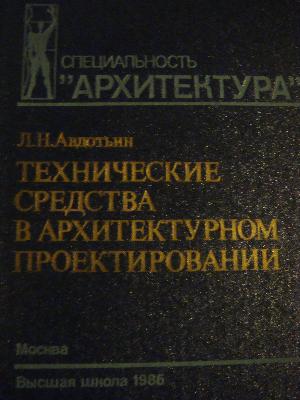 СПЕЦИАЛЬНОСТЬ
"АРХИТЕКТУРА"
Л.Н.Авдотьин
ТЕХНИЧЕСКИЕ
СРЕДСТВА
В АРХИТЕКТУРНОМ
ПРОЕКТИРОВАНИИ
Москва
Высшая школа 1986